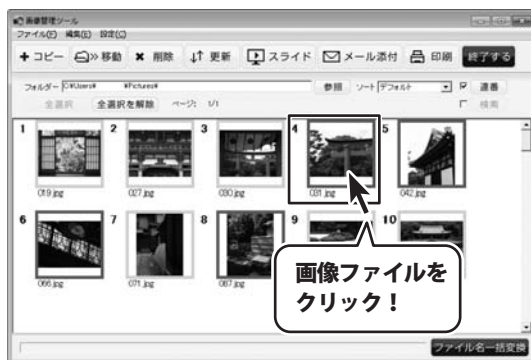 画像管理ツール
ファイル(F) 編集(E) 設定(C)
コピー 移動 削除 更新 スライド メール添付 印刷 終了する
フォルダー C:¥Users¥ ¥Pictures¥ 参照 ソート デフォルト 連番
全選択 全選択を解除 ページ: 1/1 検索
1 2 3 4 5
019.jpg 027.jpg 030.jpg 031.jpg 042.jpg
6 7 8 9 10
066.jpg 071.jpg 087.jpg
画像ファイルを
クリック！
ファイル名一括変換